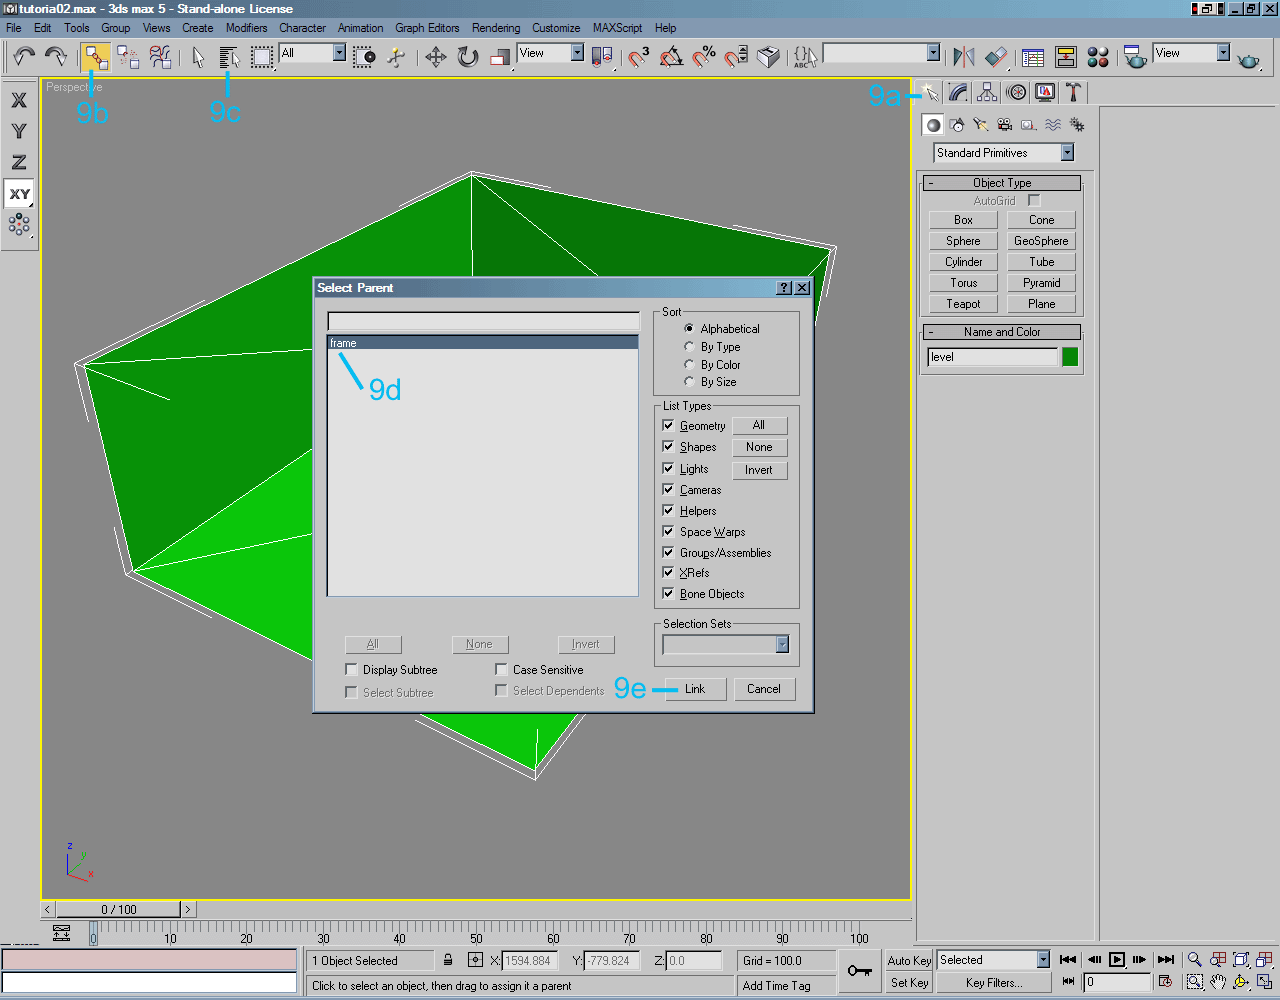 tutoria02.max - 3ds max 5 - Stand-alone License
File Edit Tools Group Views Create Modifiers Character Animation Graph Editors Rendering Customize MAXScript Help
All View 3 % ABC View
9b 9c 9a
Perspective
X
Y
Z
XY
Standard Primitives
- Object Type
AutoGrid
Box Cone
Sphere GeoSphere
Cylinder Tube
Torus Pyramid
Teapot Plane
- Name and Color
level
Select Parent ?
frame
9d
Sort
Alphabetical
By Type
By Color
By Size
List Types
Geometry All
Shapes None
Lights Invert
Cameras
Helpers
Space Warps
Groups/Assemblies
XRefs
Bone Objects
Selection Sets
All None Invert
Display Subtree Case Sensitive
Select Subtree Select Dependents
9e Link Cancel
z
y
x
< 0 / 100 >
0 10 20 30 40 50 60 70 80 90 100
1 Object Selected X: 1594.884 Y: -779.824 Z: 0.0 Grid = 100.0 Auto Key Selected
Click to select an object, then drag to assign it a parent Add Time Tag Set Key Key Filters... 0